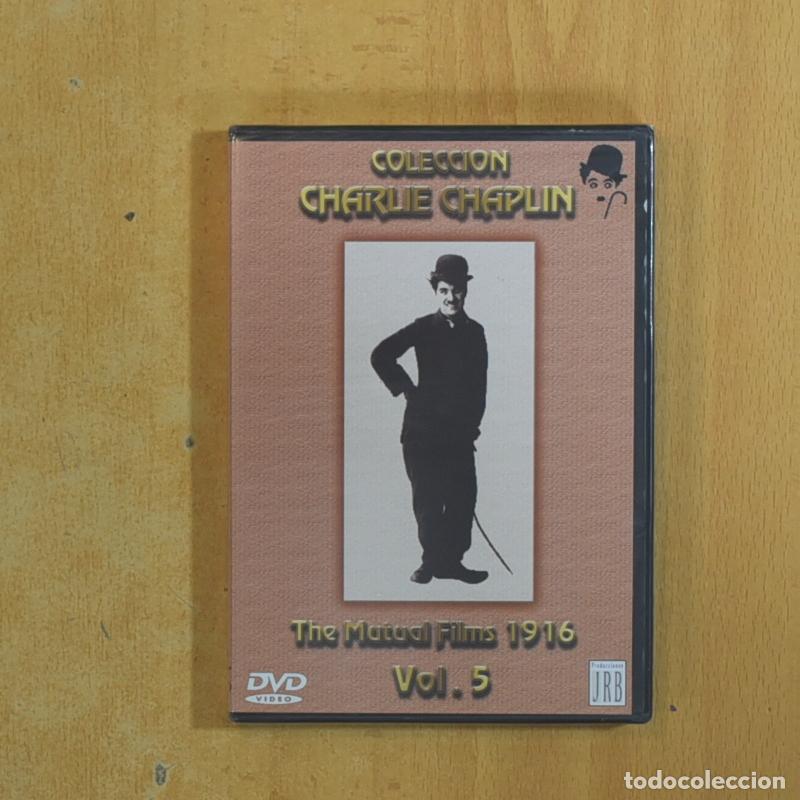 COLECCION
CHARLIE CHAPLIN
The Mutual Films 1916
Vol. 5
DVD
VIDEO
Producciones
JRB
todocoleccion